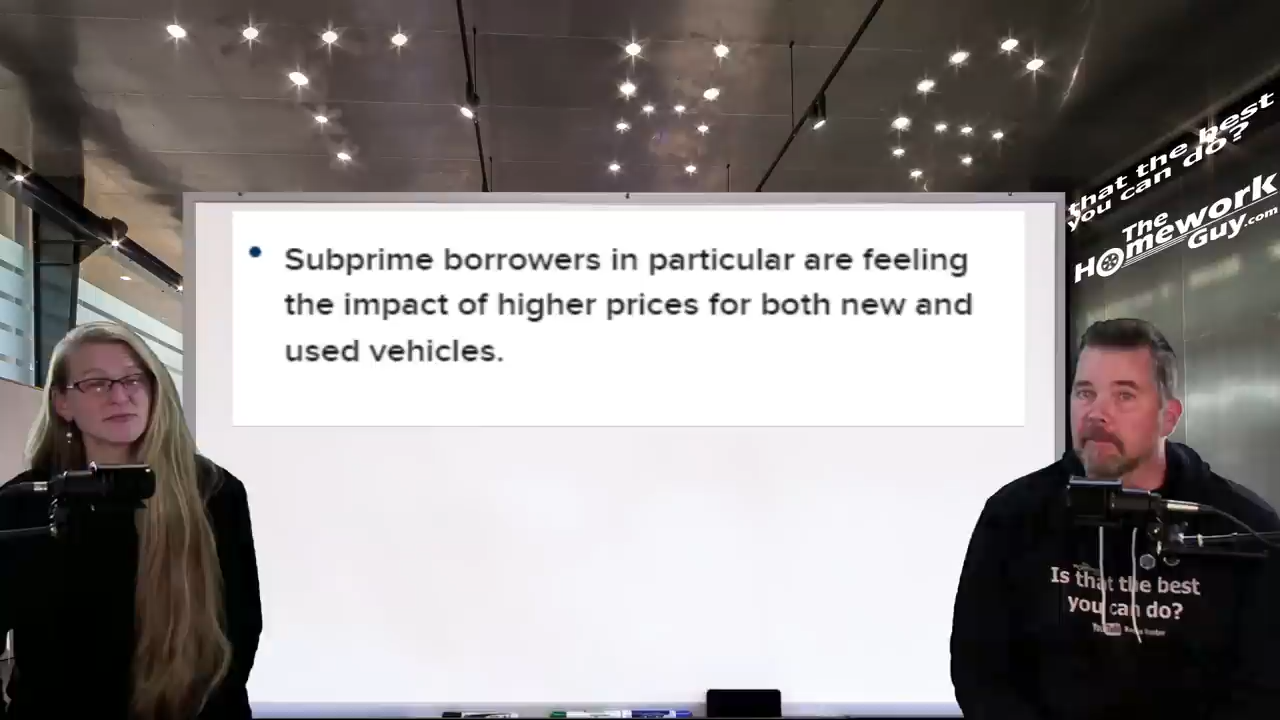 that the best
you can do?
The
Homework
Guy.com
• Subprime borrowers in particular are feeling
the impact of higher prices for both new and
used vehicles.
Is that the best
you can do?